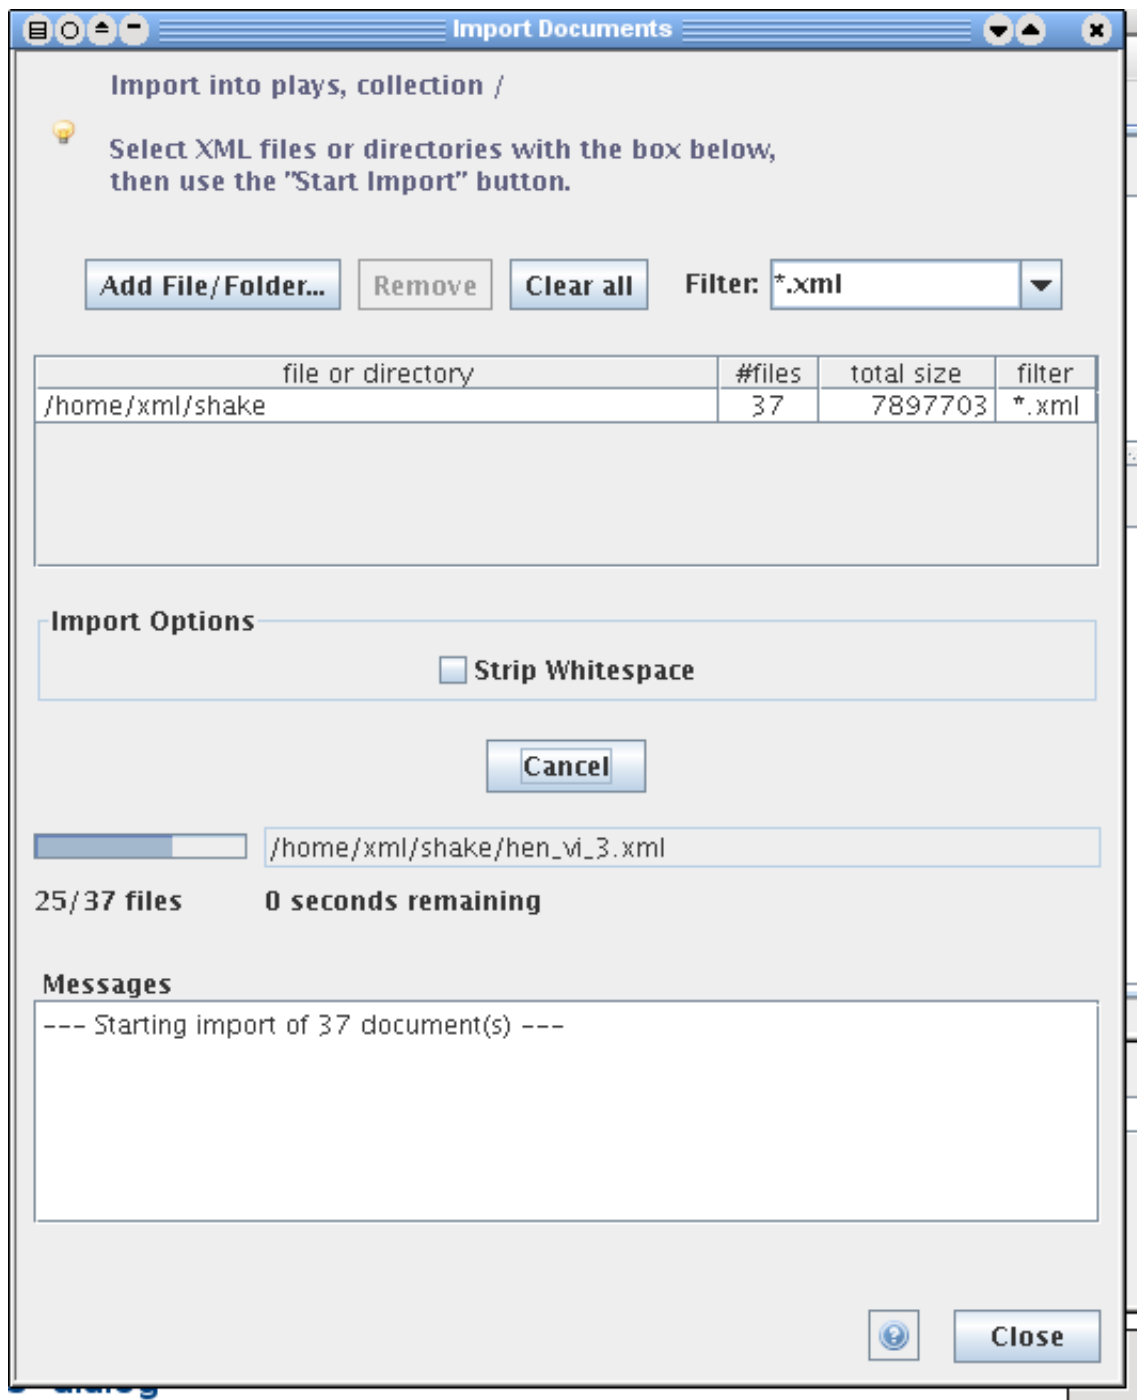 Import Documents
Import into plays, collection /
Select XML files or directories with the box below,
then use the "Start Import" button.
Add File/Folder... Remove Clear all Filter: *.xml
file or directory #files total size filter
/home/xml/shake 37 7897703 *.xml
Import Options
Strip Whitespace
Cancel
/home/xml/shake/hen_vi_3.xml
25/37 files 0 seconds remaining
Messages
--- Starting import of 37 document(s) ---
Close
dialog